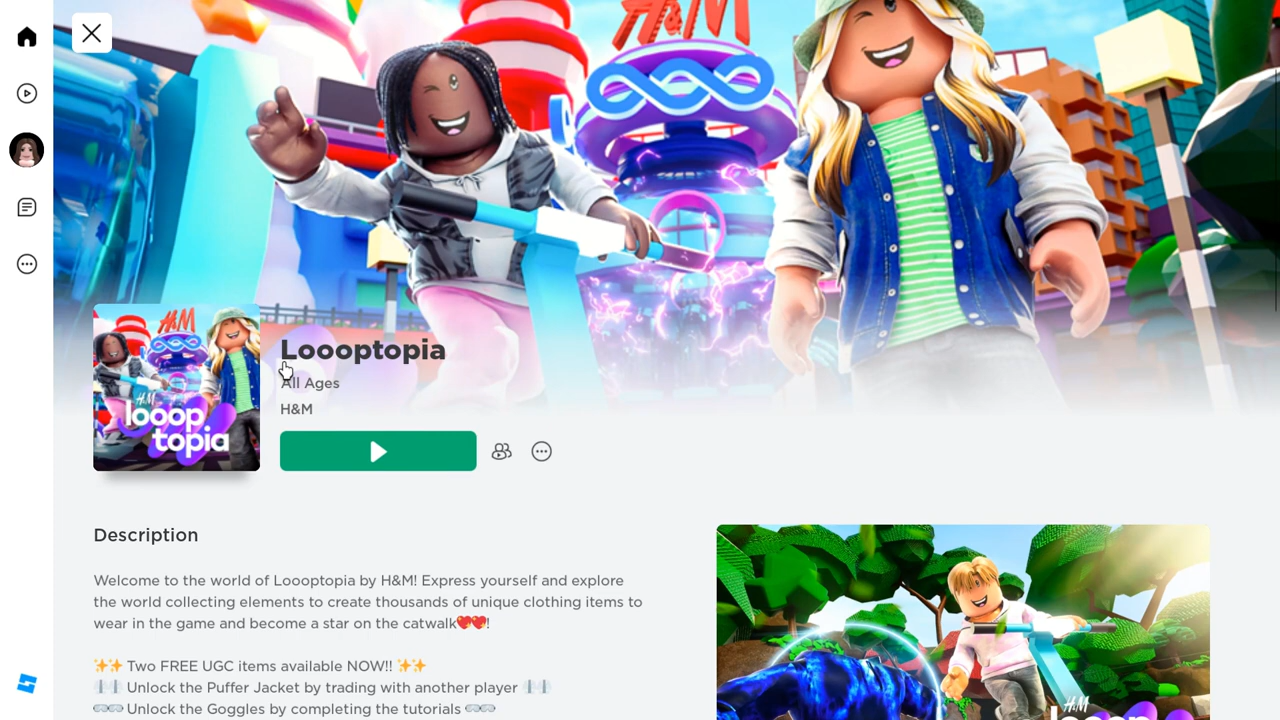 H&M
H&M
looop
topia
Loooptopia
All Ages
H&M
Description
Welcome to the world of Loooptopia by H&M! Express yourself and explore
the world collecting elements to create thousands of unique clothing items to
wear in the game and become a star on the catwalk❤️❤️!
✨✨ Two FREE UGC items available NOW!! ✨✨
Unlock the Puffer Jacket by trading with another player
🥽🥽 Unlock the Goggles by completing the tutorials 🥽🥽
H&M
looop